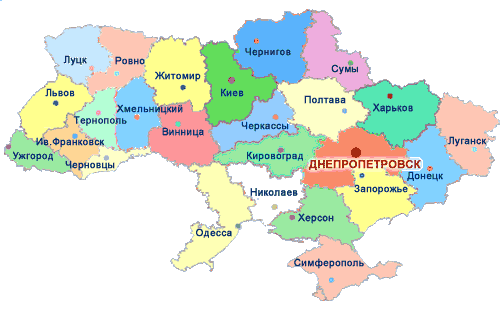 Чернигов
Луцк
Ровно
Сумы
Житомир
Киев
Львов
Полтава
Харьков
Хмельницкий
Тернополь
Черкассы
Винница
Ив.Франковск
Луганск
Ужгород
Черновцы
Кировоград
ДНЕПРОПЕТРОВСК
Донецк
Николаев
Запорожье
Херсон
Одесса
Симферополь